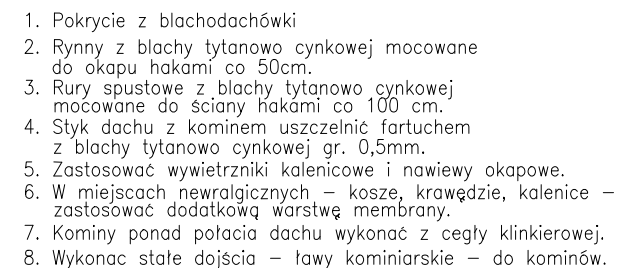 1. Pokrycie z blachodachówki
2. Rynny z blachy tytanowo cynkowej mocowane
do okapu hakami co 50cm.
3. Rury spustowe z blachy tytanowo cynkowej
mocowane do ściany hakami co 100 cm.
4. Styk dachu z kominem uszczelnić fartuchem
z blachy tytanowo cynkowej gr. 0,5mm.
5. Zastosować wywietrzniki kalenicowe i nawiewy okapowe.
6. W miejscach newralgicznych – kosze, krawędzie, kalenice –
zastosować dodatkową warstwę membrany.
7. Kominy ponad połacia dachu wykonać z cegły klinkierowej.
8. Wykonac stałe dojścia – ławy kominiarskie – do kominów.